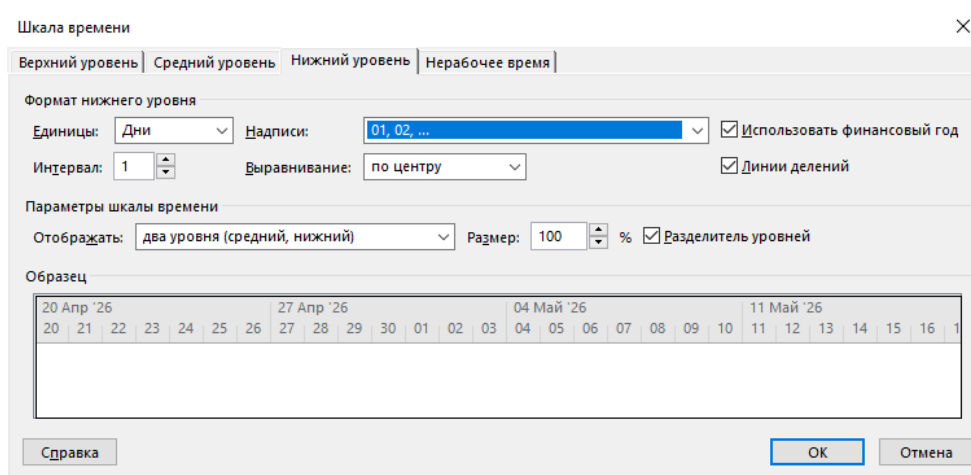 Шкала времени
Верхний уровень Средний уровень Нижний уровень Нерабочее время
Формат нижнего уровня
Единицы: Дни Надписи: 01, 02, ... Использовать финансовый год
Интервал: 1 Выравнивание: по центру Линии делений
Параметры шкалы времени
Отображать: два уровня (средний, нижний) Размер: 100 % Разделитель уровней
Образец
20 Апр '26 27 Апр '26 04 Май '26 11 Май '26
20 21 22 23 24 25 26 27 28 29 30 01 02 03 04 05 06 07 08 09 10 11 12 13 14 15 16 1
Справка ОК Отмена